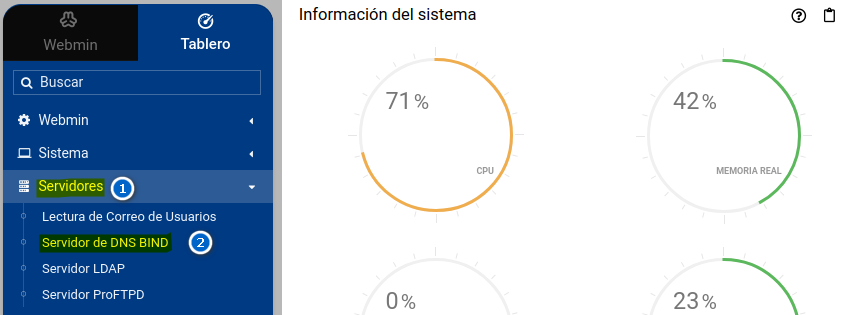 Webmin
Tablero
Buscar
Webmin
Sistema
Servidores 1
Lectura de Correo de Usuarios
Servidor de DNS BIND 2
Servidor LDAP
Servidor ProFTPD
Información del sistema
71%
CPU
42%
MEMORIA REAL
0%
23%